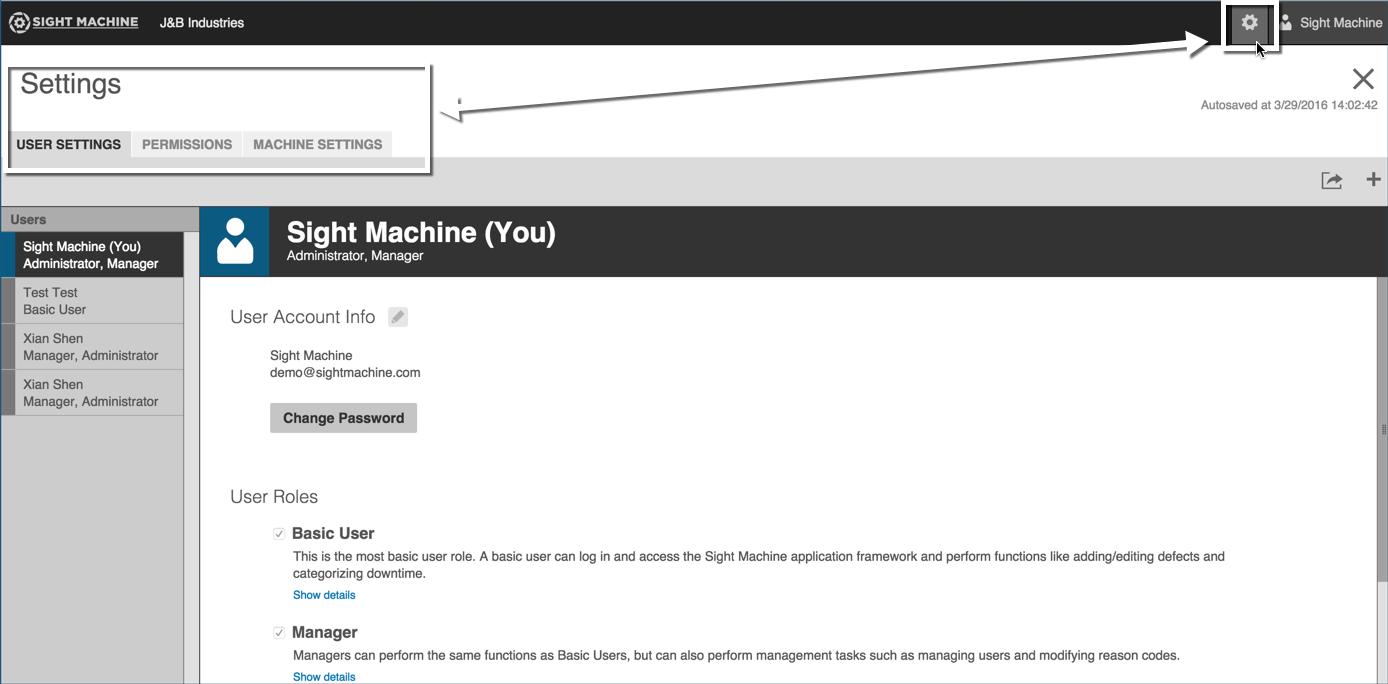 SIGHT MACHINE J&B Industries Sight Machine
Settings
Autosaved at 3/29/2016 14:02:42
USER SETTINGS PERMISSIONS MACHINE SETTINGS
Users
Sight Machine (You)
Administrator, Manager
Test Test
Basic User
Xian Shen
Manager, Administrator
Xian Shen
Manager, Administrator
Sight Machine (You)
Administrator, Manager
User Account Info
Sight Machine
demo@sightmachine.com
Change Password
User Roles
Basic User
This is the most basic user role. A basic user can log in and access the Sight Machine application framework and perform functions like adding/editing defects and
categorizing downtime.
Show details
Manager
Managers can perform the same functions as Basic Users, but can also perform management tasks such as managing users and modifying reason codes.
Show details